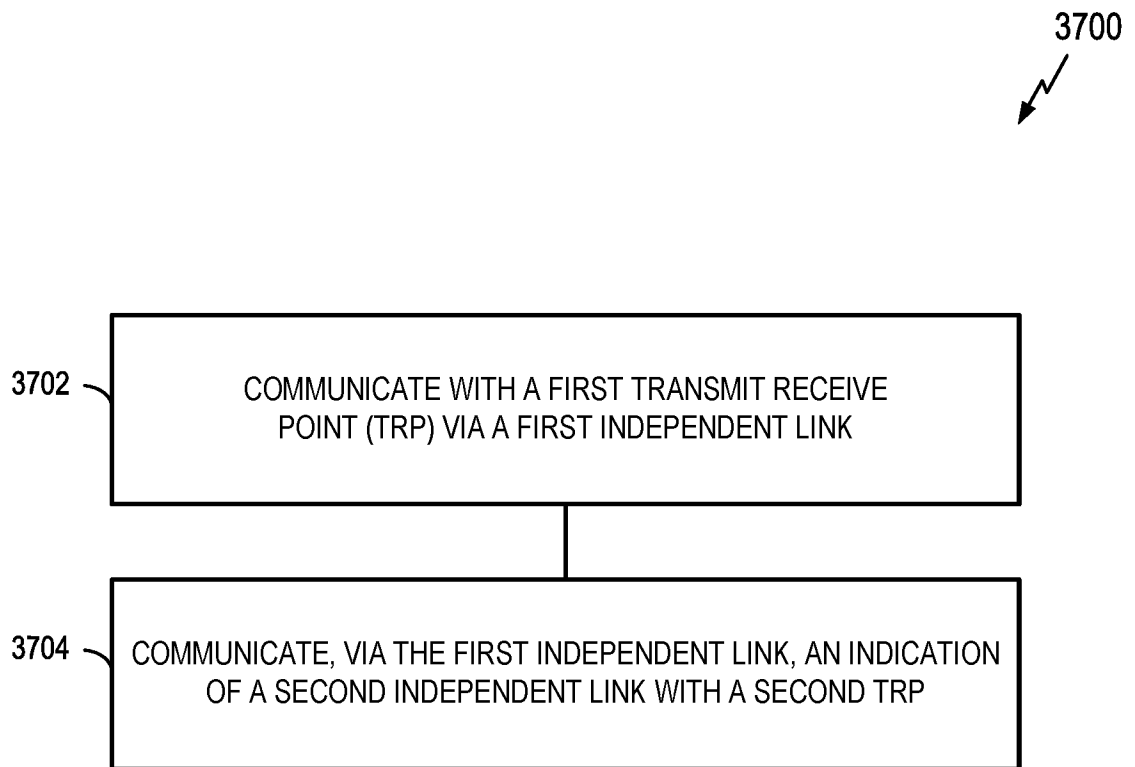 3700
3702
COMMUNICATE WITH A FIRST TRANSMIT RECEIVE
POINT (TRP) VIA A FIRST INDEPENDENT LINK
3704
COMMUNICATE, VIA THE FIRST INDEPENDENT LINK, AN INDICATION
OF A SECOND INDEPENDENT LINK WITH A SECOND TRP